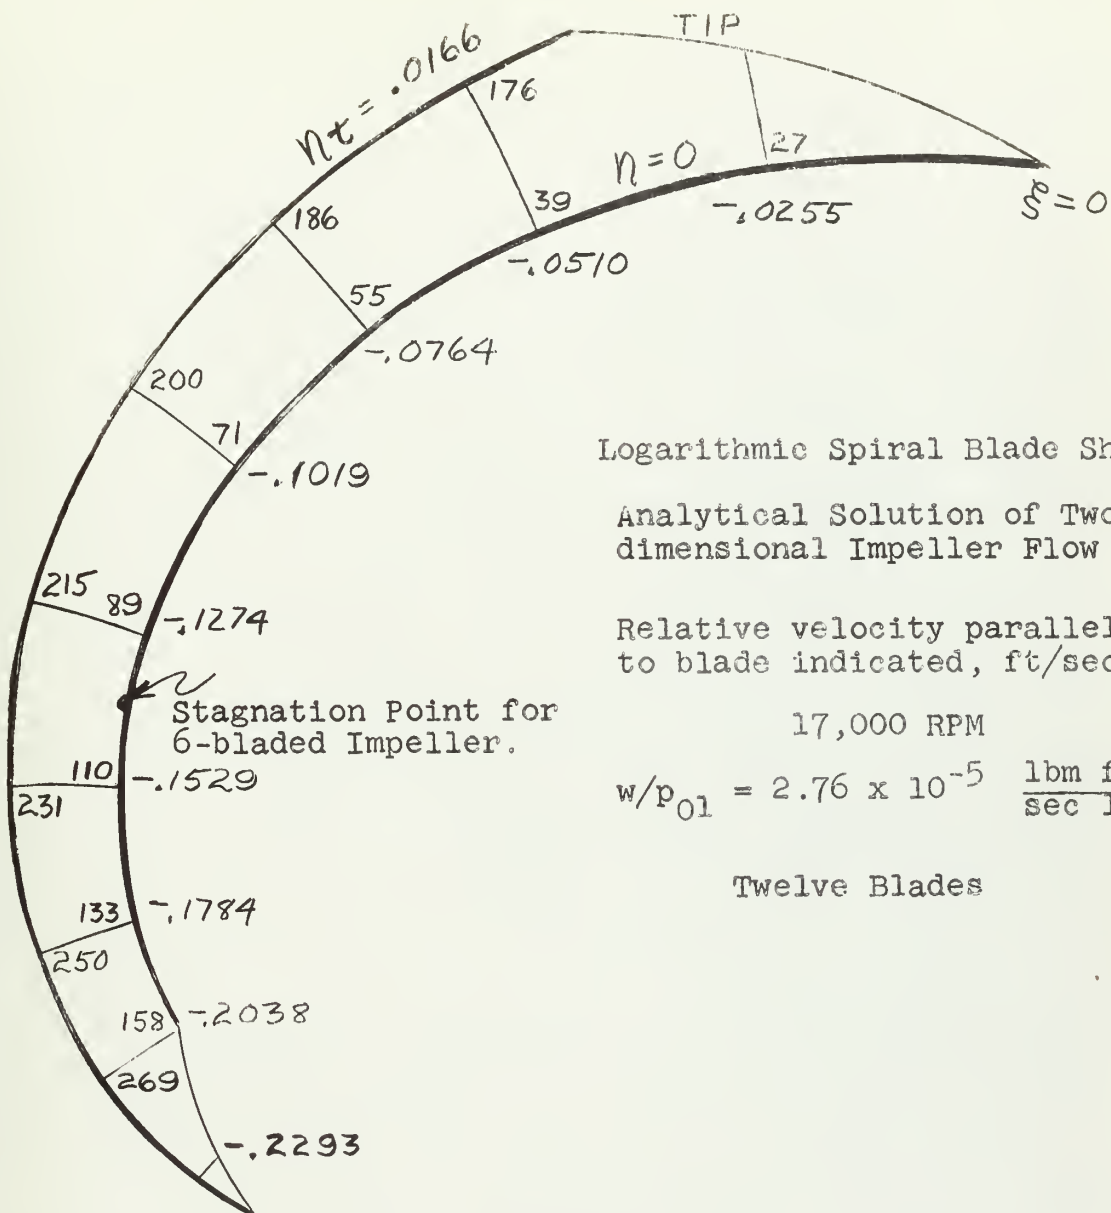 TIP
ηt = .0166
176
27
η=0
ξ=0
39
-.0255
186
-.0510
55
-.0764
200
71
-.1019
Logarithmic Spiral Blade Sh
Analytical Solution of Two
dimensional Impeller Flow
215
89
-.1274
Relative velocity parallel
to blade indicated, ft/sec
Stagnation Point for
6-bladed Impeller.
17,000 RPM
110
-.1529
231
w/p01 = 2.76 x 10-5 lbm f
sec l
Twelve Blades
133
-.1784
250
158
-.2038
269
-.2293